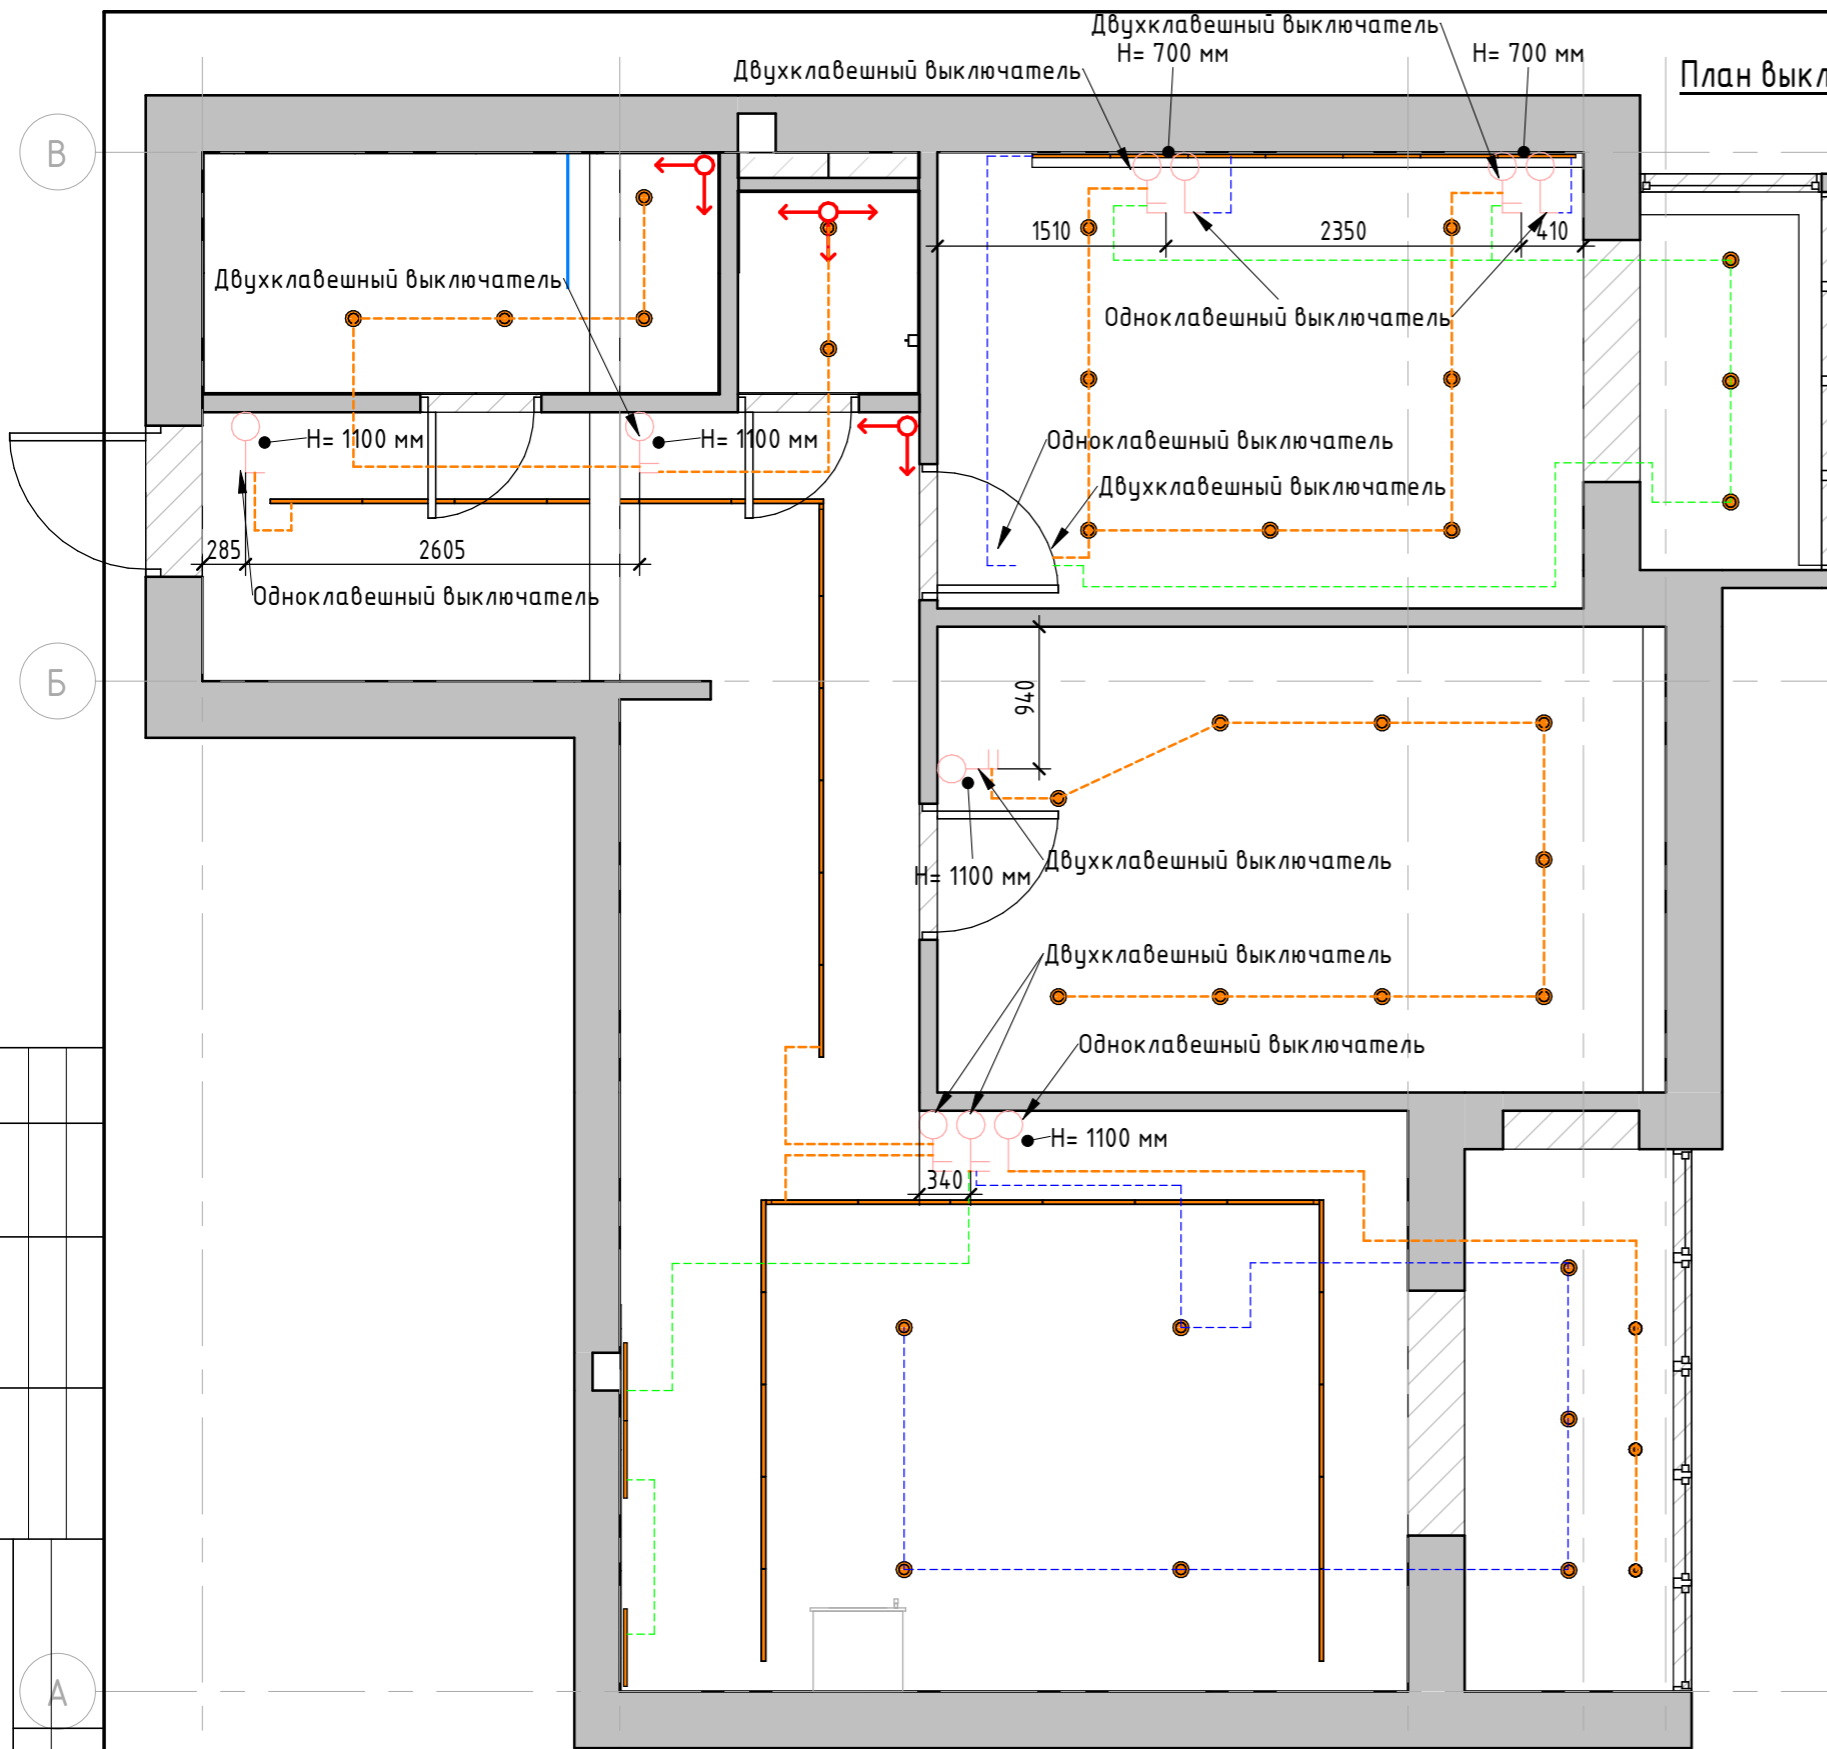 Двухклавешный выключатель
H= 700 мм
H= 700 мм
Двухклавешный выключатель
План выкл
В
1510
2350
410
Двухклавешный выключатель
Одноклавешный выключатель
H= 1100 мм
H= 1100 мм
Одноклавешный выключатель
Двухклавешный выключатель
285
2605
Одноклавешный выключатель
Б
940
Двухклавешный выключатель
H= 1100 мм
Двухклавешный выключатель
Одноклавешный выключатель
H= 1100 мм
340
А